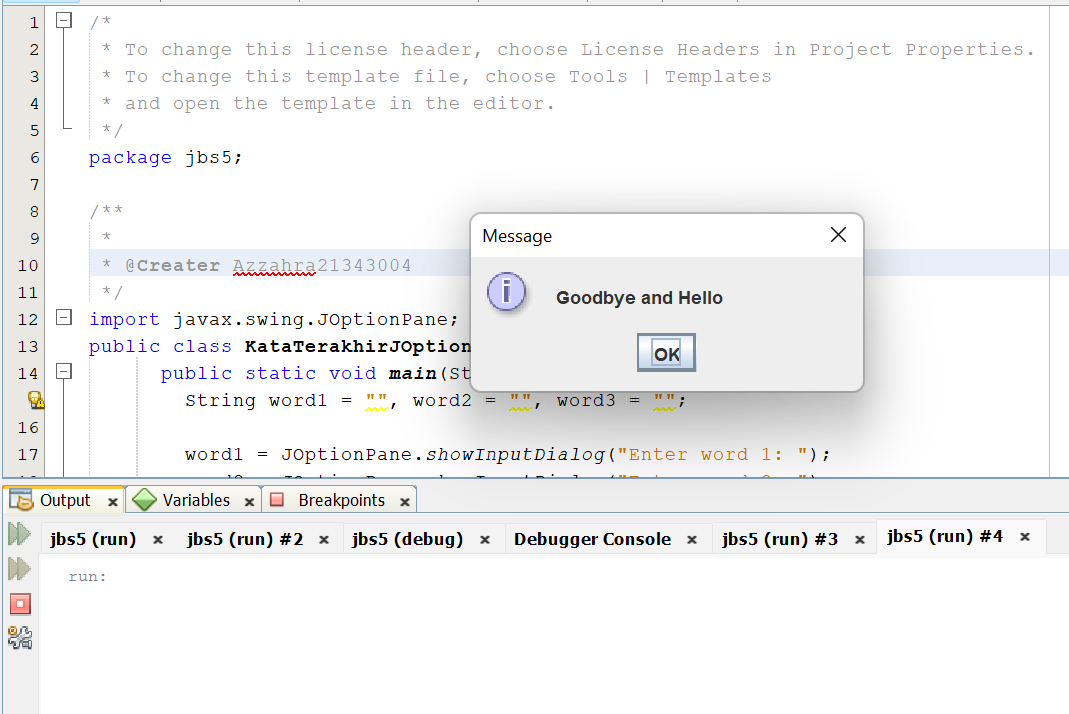 1 /*
2 * To change this license header, choose License Headers in Project Properties.
3 * To change this template file, choose Tools | Templates
4 * and open the template in the editor.
5 */
6 package jbs5;
7
8 /**
9 *
10 * @Creater Azzahra21343004
11 */
12 import javax.swing.JOptionPane;
13 public class KataTerakhirJOption
14 public static void main(St
String word1 = "", word2 = "", word3 = "";
16
17 word1 = JOptionPane.showInputDialog("Enter word 1: ");
Message
Goodbye and Hello
OK
Output Variables Breakpoints
jbs5 (run) jbs5 (run) #2 jbs5 (debug) Debugger Console jbs5 (run) #3 jbs5 (run) #4
run: